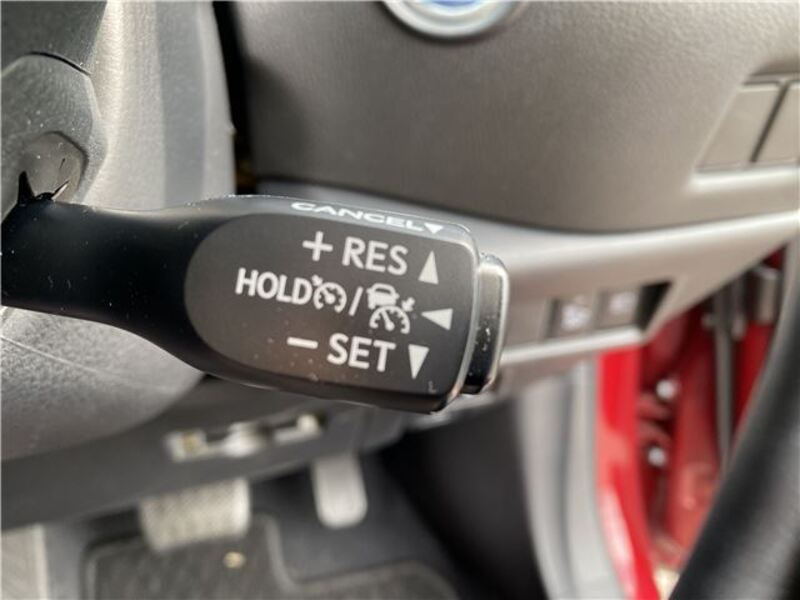 CANCEL▼
+ RES ▲
HOLD / ◀
− SET ▼